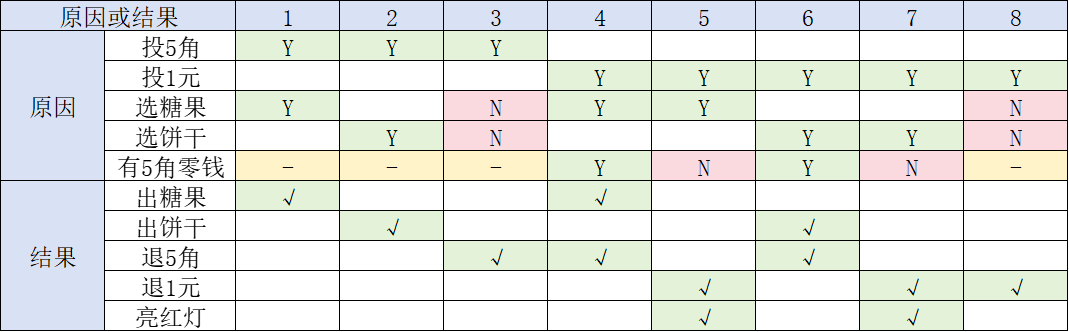 原因或结果 1 2 3 4 5 6 7 8
原因
投5角 Y Y Y
投1元 Y Y Y Y Y
选糖果 Y N Y Y N
选饼干 Y N Y Y N
有5角零钱 - - - Y N Y N -
结果
出糖果 √ √
出饼干 √ √
退5角 √ √ √
退1元 √ √ √
亮红灯 √ √